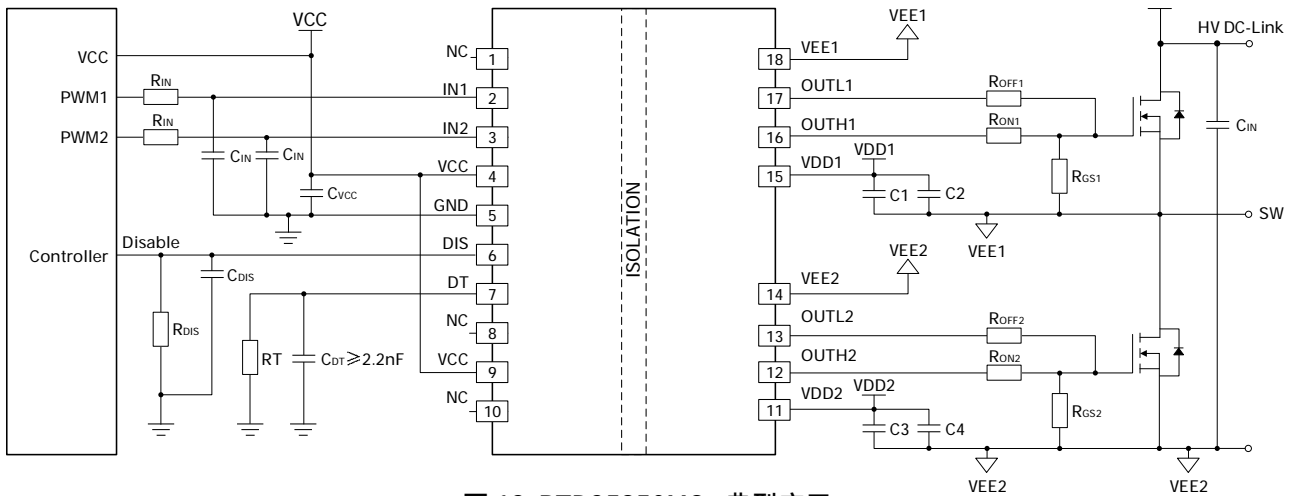 VCC
VCC
PWM1
PWM2
Controller
RIN
RIN
CIN
CIN
CVCC
Disable
CDIS
RDIS
RT
CDT≥2.2nF
NC
1
IN1
2
IN2
3
VCC
4
GND
5
DIS
6
DT
7
NC
8
VCC
9
NC
10
ISOLATION
18
VEE1
VEE1
17
OUTL1
16
OUTH1
15
VDD1
VDD1
C1
C2
ROFF1
RON1
RGS1
VEE1
HV DC-Link
CIN
SW
14
VEE2
VEE2
13
OUTL2
12
OUTH2
11
VDD2
VDD2
C3
C4
ROFF2
RON2
RGS2
VEE2
VEE2